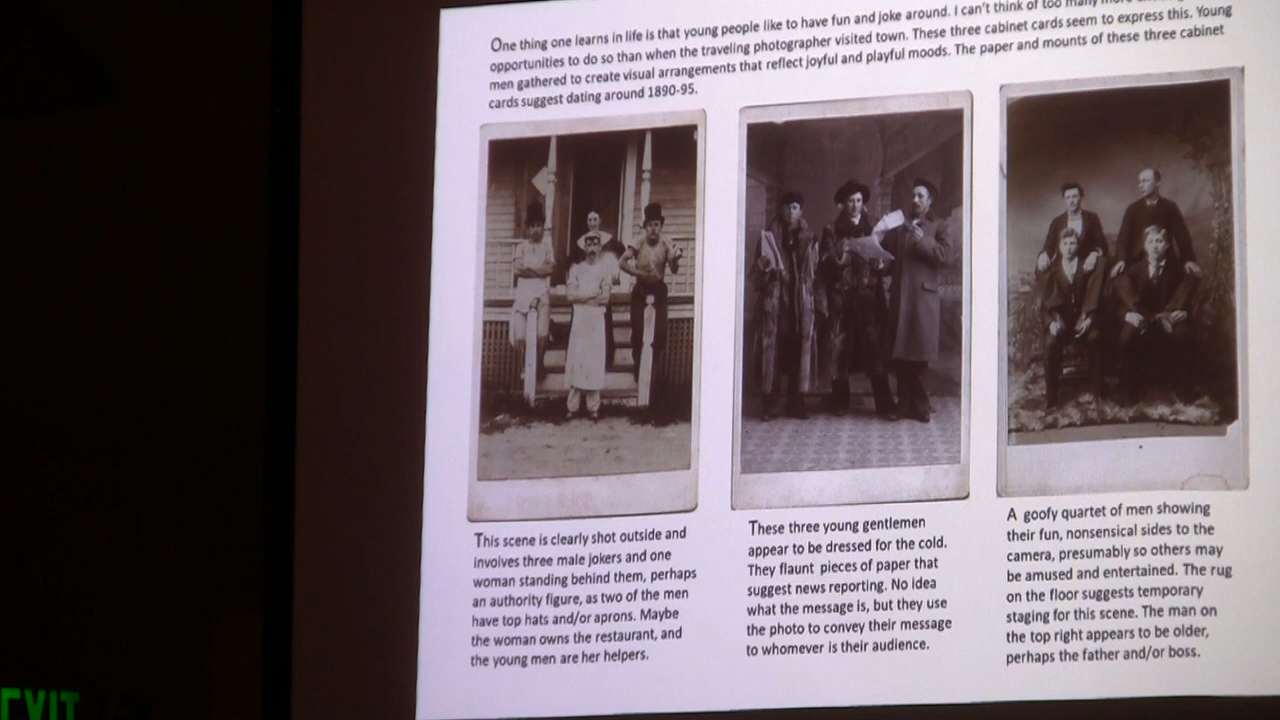 One thing one learns in life is that young people like to have fun and joke around. I can't think of too many more
opportunities to do so than when the traveling photographer visited town. These three cabinet cards seem to express this. Young
men gathered to create visual arrangements that reflect joyful and playful moods. The paper and mounts of these three cabinet
cards suggest dating around 1890-95.
This scene is clearly shot outside and
involves three male jokers and one
woman standing behind them, perhaps
an authority figure, as two of the men
have top hats and/or aprons. Maybe
the woman owns the restaurant, and
the young men are her helpers.
These three young gentlemen
appear to be dressed for the cold.
They flaunt pieces of paper that
suggest news reporting. No idea
what the message is, but they use
the photo to convey their message
to whomever is their audience.
A goofy quartet of men showing
their fun, nonsensical sides to the
camera, presumably so others may
be amused and entertained. The rug
on the floor suggests temporary
staging for this scene. The man on
the top right appears to be older,
perhaps the father and/or boss.
EXIT